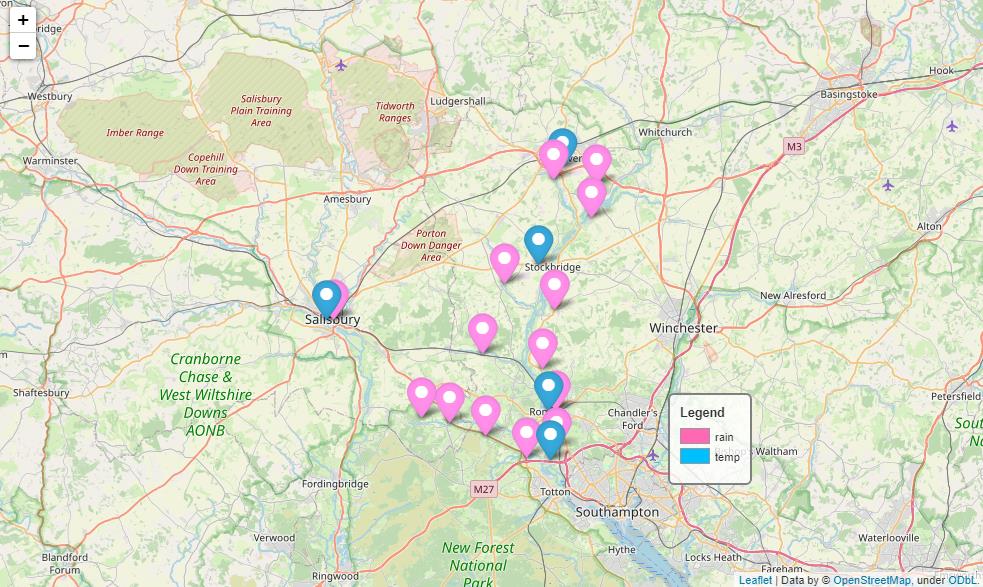 +
−
Westbury
Imber Range
Salisbury
Plain Training
Area
Tidworth
Ranges
Ludgershall
Whitchurch
Basingstoke
Hook
Warminster
Copehill
Down Training
Area
M3
Amesbury
Porton
Down Danger
Area
Alton
Stockbridge
New Alresford
Salisbury
Winchester
Cranborne
Chase &
West Wiltshire
Downs
AONB
Shaftesbury
Petersfield
Chandler's
Ford
Legend
rain
temp
Waltham
Fordingbridge
M27
Totton
Southampton
Verwood
New Forest
National
Park
Hythe
Locks Heath
Waterlooville
Blandford
Forum
Ringwood
Fareham
Leaflet | Data by © OpenStreetMap, under ODbL.